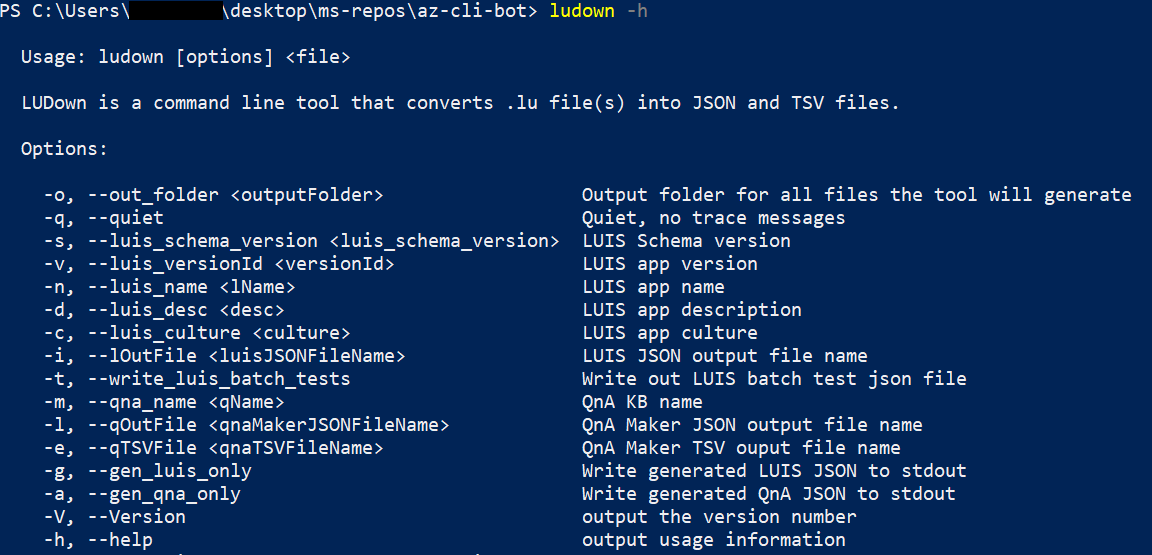 PS C:\Users\ \desktop\ms-repos\az-cli-bot> ludown -h
Usage: ludown [options] <file>
LUDown is a command line tool that converts .lu file(s) into JSON and TSV files.
Options:
-o, --out_folder <outputFolder> Output folder for all files the tool will generate
-q, --quiet Quiet, no trace messages
-s, --luis_schema_version <luis_schema_version> LUIS Schema version
-v, --luis_versionId <versionId> LUIS app version
-n, --luis_name <lName> LUIS app name
-d, --luis_desc <desc> LUIS app description
-c, --luis_culture <culture> LUIS app culture
-i, --lOutFile <luisJSONFileName> LUIS JSON output file name
-t, --write_luis_batch_tests Write out LUIS batch test json file
-m, --qna_name <qName> QnA KB name
-l, --qOutFile <qnaMakerJSONFileName> QnA Maker JSON output file name
-e, --qTSVFile <qnaTSVFileName> QnA Maker TSV ouput file name
-g, --gen_luis_only Write generated LUIS JSON to stdout
-a, --gen_qna_only Write generated QnA JSON to stdout
-V, --Version output the version number
-h, --help output usage information